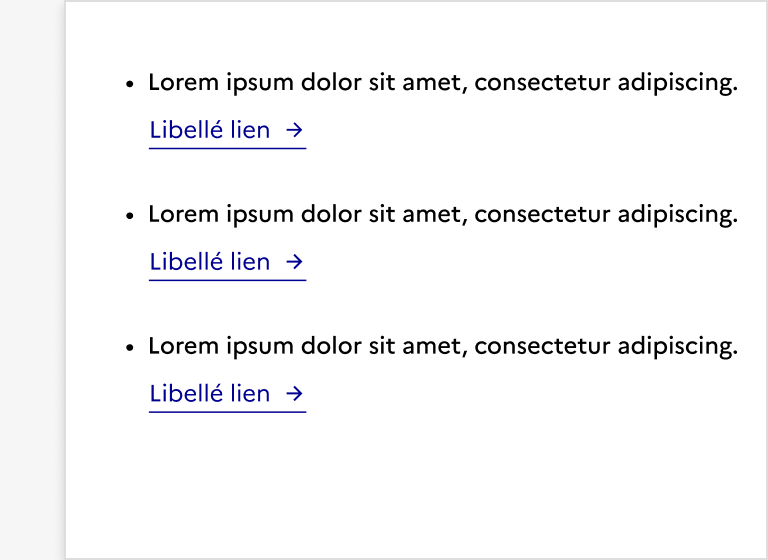 • Lorem ipsum dolor sit amet, consectetur adipiscing.
Libellé lien →
• Lorem ipsum dolor sit amet, consectetur adipiscing.
Libellé lien →
• Lorem ipsum dolor sit amet, consectetur adipiscing.
Libellé lien →